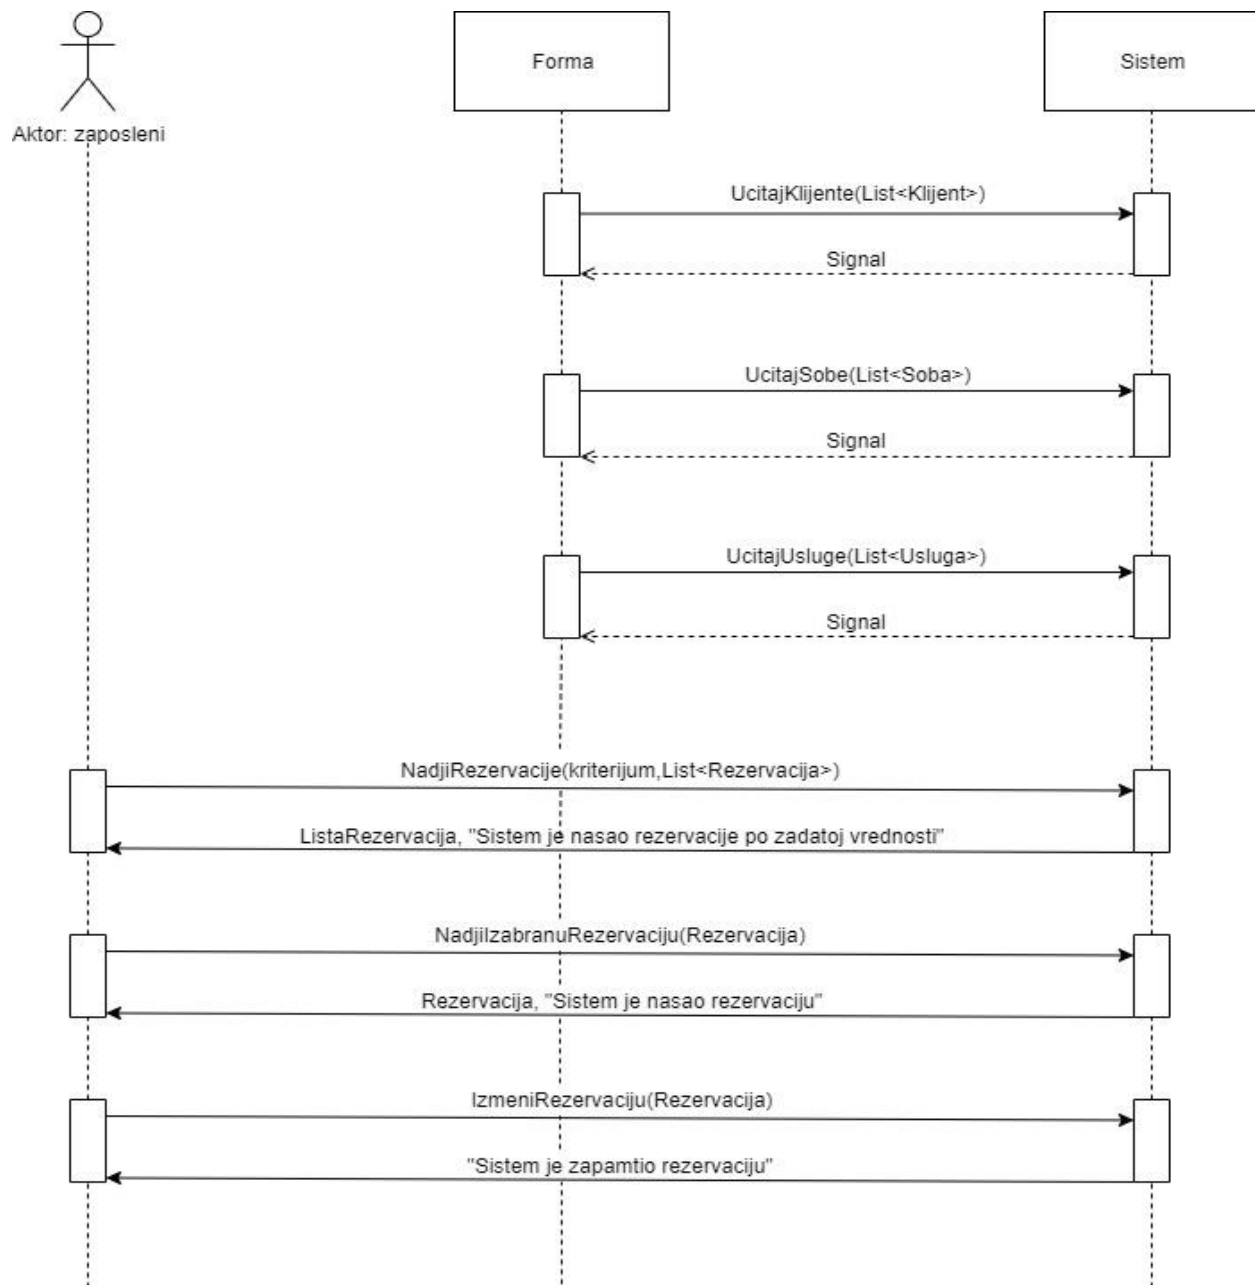 Forma
Sistem
Aktor: zaposleni
UcitajKlijente(List<Klijent>)
Signal
UcitajSobe(List<Soba>)
Signal
UcitajUsluge(List<Usluga>)
Signal
NadjiRezervacije(kriterijum,List<Rezervacija>)
ListaRezervacija, "Sistem je nasao rezervacije po zadatoj vrednosti"
NadjiIzabranuRezervaciju(Rezervacija)
Rezervacija, "Sistem je nasao rezervaciju"
IzmeniRezervaciju(Rezervacija)
"Sistem je zapamtio rezervaciju"